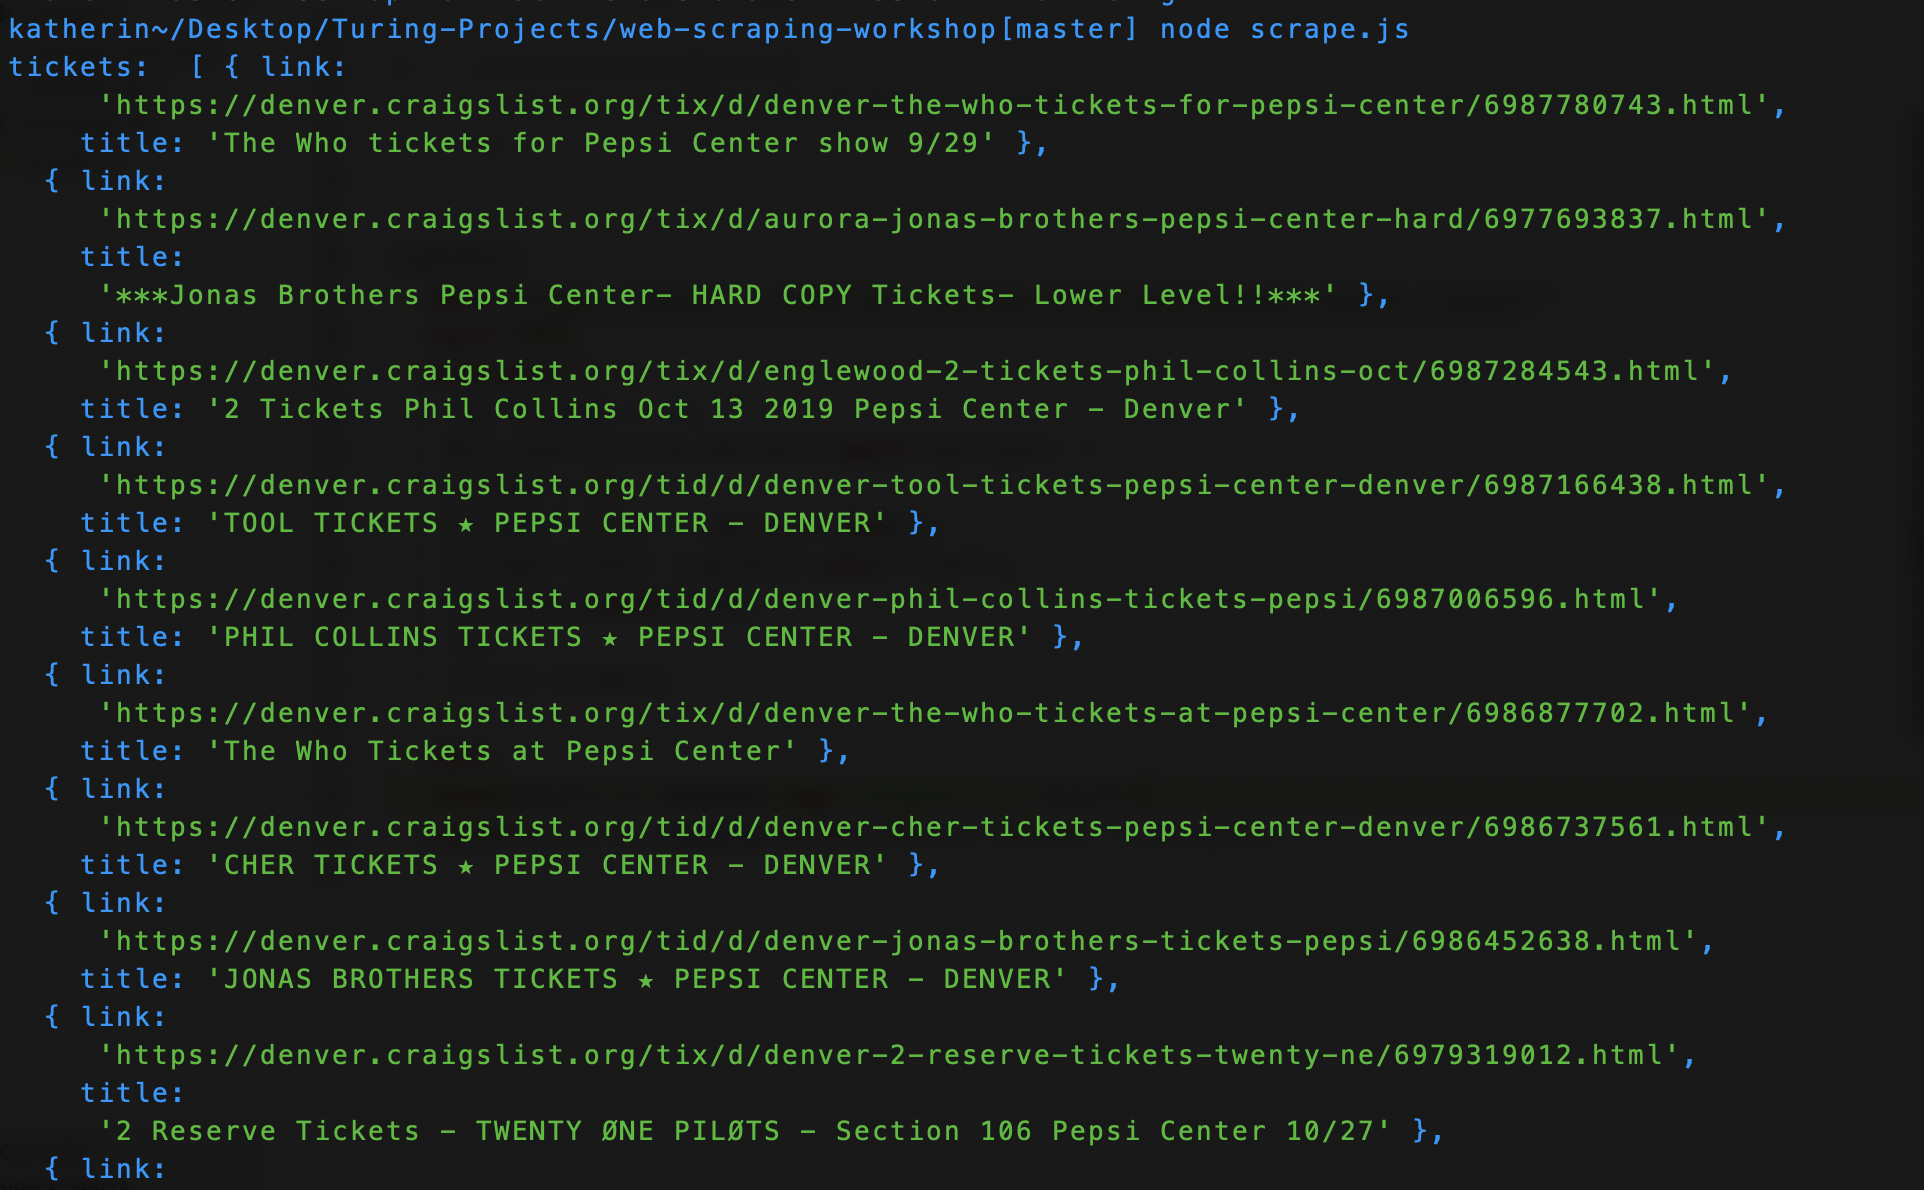 katherin~/Desktop/Turing-Projects/web-scraping-workshop[master] node scrape.js
tickets:  [ { link:
     'https://denver.craigslist.org/tix/d/denver-the-who-tickets-for-pepsi-center/6987780743.html',
    title: 'The Who tickets for Pepsi Center show 9/29' },
  { link:
     'https://denver.craigslist.org/tix/d/aurora-jonas-brothers-pepsi-center-hard/6977693837.html',
    title:
     '***Jonas Brothers Pepsi Center- HARD COPY Tickets- Lower Level!!***' },
  { link:
     'https://denver.craigslist.org/tix/d/englewood-2-tickets-phil-collins-oct/6987284543.html',
    title: '2 Tickets Phil Collins Oct 13 2019 Pepsi Center - Denver' },
  { link:
     'https://denver.craigslist.org/tid/d/denver-tool-tickets-pepsi-center-denver/6987166438.html',
    title: 'TOOL TICKETS ★ PEPSI CENTER - DENVER' },
  { link:
     'https://denver.craigslist.org/tid/d/denver-phil-collins-tickets-pepsi/6987006596.html',
    title: 'PHIL COLLINS TICKETS ★ PEPSI CENTER - DENVER' },
  { link:
     'https://denver.craigslist.org/tix/d/denver-the-who-tickets-at-pepsi-center/6986877702.html',
    title: 'The Who Tickets at Pepsi Center' },
  { link:
     'https://denver.craigslist.org/tid/d/denver-cher-tickets-pepsi-center-denver/6986737561.html',
    title: 'CHER TICKETS ★ PEPSI CENTER - DENVER' },
  { link:
     'https://denver.craigslist.org/tid/d/denver-jonas-brothers-tickets-pepsi/6986452638.html',
    title: 'JONAS BROTHERS TICKETS ★ PEPSI CENTER - DENVER' },
  { link:
     'https://denver.craigslist.org/tix/d/denver-2-reserve-tickets-twenty-ne/6979319012.html',
    title:
     '2 Reserve Tickets - TWENTY ØNE PILØTS - Section 106 Pepsi Center 10/27' },
  { link: